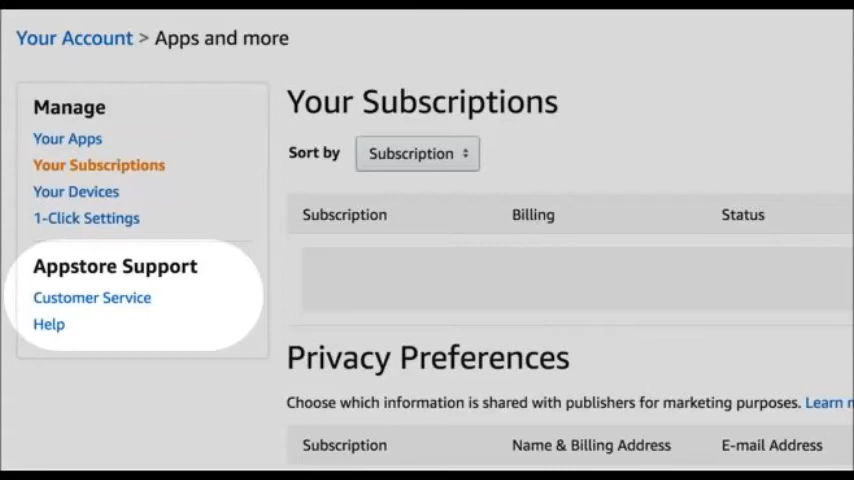 Your Account > Apps and more
Manage
Your Apps
Your Subscriptions
Your Devices
1-Click Settings
Appstore Support
Customer Service
Help
Your Subscriptions
Sort by Subscription
Subscription Billing Status
Privacy Preferences
Choose which information is shared with publishers for marketing purposes. Learn
Subscription Name & Billing Address E-mail Address